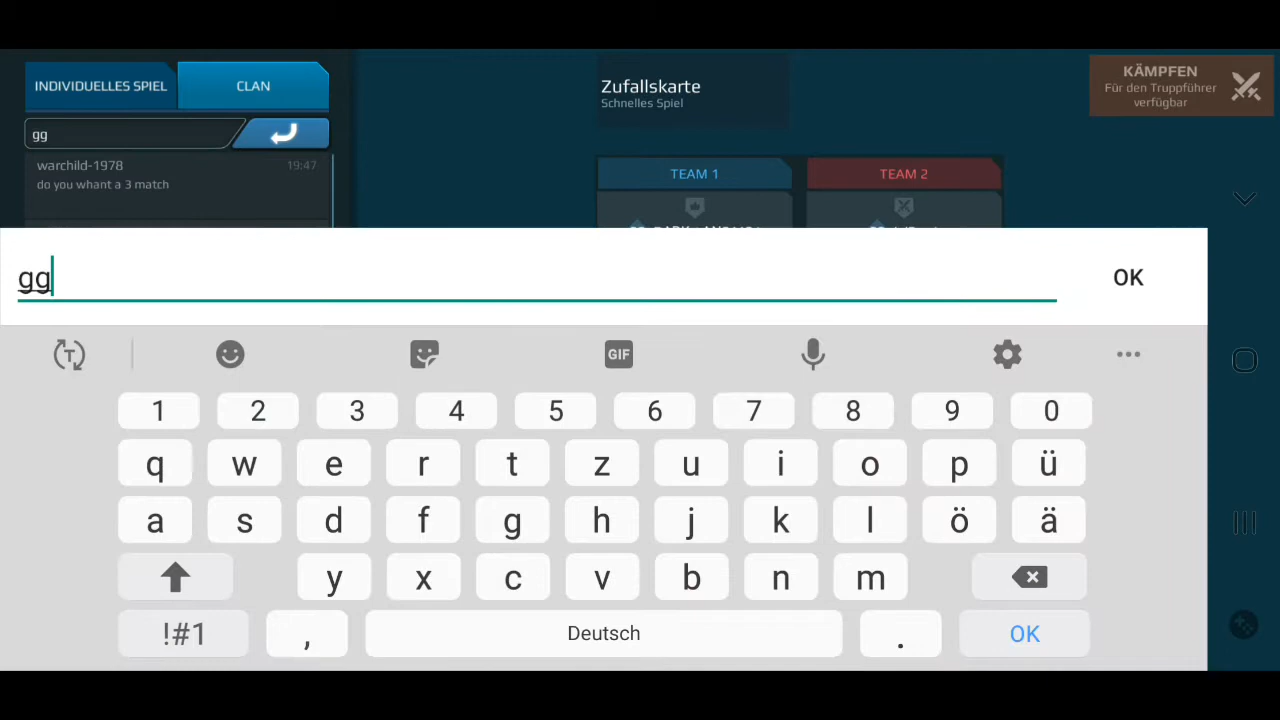 INDIVIDUELLES SPIEL
CLAN
gg
warchild-1978
19:47
do you whant a 3 match
Zufallskarte
Schnelles Spiel
KÄMPFEN
Für den Truppführer
verfügbar
TEAM 1
TEAM 2
gg
OK
T
GIF
1 2 3 4 5 6 7 8 9 0
q w e r t z u i o p ü
a s d f g h j k l ö ä
y x c v b n m
!#1 , Deutsch . OK